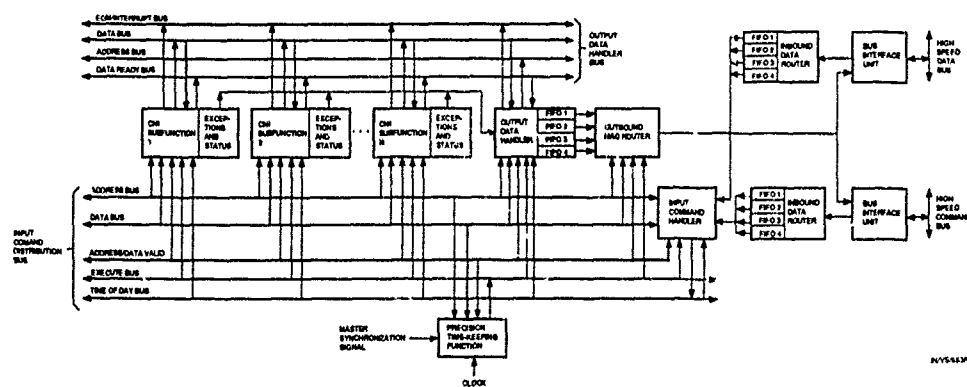 EOM/INTERRUPT BUS
DATA BUS
ADDRESS BUS
DATA READY BUS
OUTPUT
DATA
HANDLER
BUS
CNI
SUBFUNCTION
1
EXCEP-
TIONS
AND
STATUS
CNI
SUBFUNCTION
2
EXCEP-
TIONS
AND
STATUS
CNI
SUBFUNCTION
N
EXCEP-
TIONS
AND
STATUS
OUTPUT
DATA
HANDLER
FIFO 1
FIFO 2
FIFO 3
FIFO 4
OUTBOUND
MAG ROUTER
FIFO 1
FIFO 2
FIFO 3
FIFO 4
INBOUND
DATA
ROUTER
BUS
INTERFACE
UNIT
HIGH
SPEED
DATA
BUS
INPUT
COMAND
DISTRIBUTION
BUS
ADDRESS BUS
DATA BUS
ADDRESS/DATA VALID
EXECUTE BUS
TIME OF DAY BUS
INPUT
COMMAND
HANDLER
FIFO 1
FIFO 2
FIFO 3
FIFO 4
INBOUND
DATA
ROUTER
BUS
INTERFACE
UNIT
HIGH
SPEED
COMMAND
BUS
MASTER
SYNCHRONIZATION
SIGNAL
PRECISION
TIME-KEEPING
FUNCTION
CLOCK